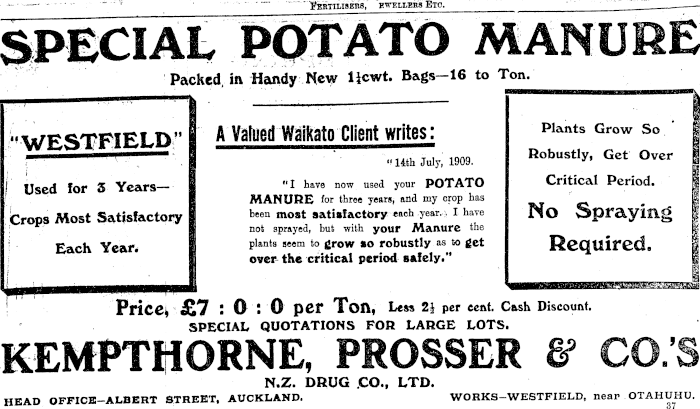 FERTILISERS, EWELLERS ETC.
SPECIAL POTATO MANURE
Packed in Handy New 1¼cwt. Bags—16 to Ton.
"WESTFIELD"
Used for 3 Years—
Crops Most Satisfactory
Each Year.
A Valued Waikato Client writes:
"14th July, 1909.
"I have now used your POTATO
MANURE for three years, and my crop has
been most satisfactory each year. I have
not sprayed, but with your Manure the
plants seem to grow so robustly as to get
over the critical period safely."
Plants Grow So
Robustly, Get Over
Critical Period.
No Spraying
Required.
Price, £7 : 0 : 0 per Ton, Less 2½ per cent. Cash Discount.
SPECIAL QUOTATIONS FOR LARGE LOTS.
KEMPTHORNE, PROSSER & CO.'S
N.Z. DRUG CO., LTD.
HEAD OFFICE—ALBERT STREET, AUCKLAND.
WORKS—WESTFIELD, near OTAHUHU.
37